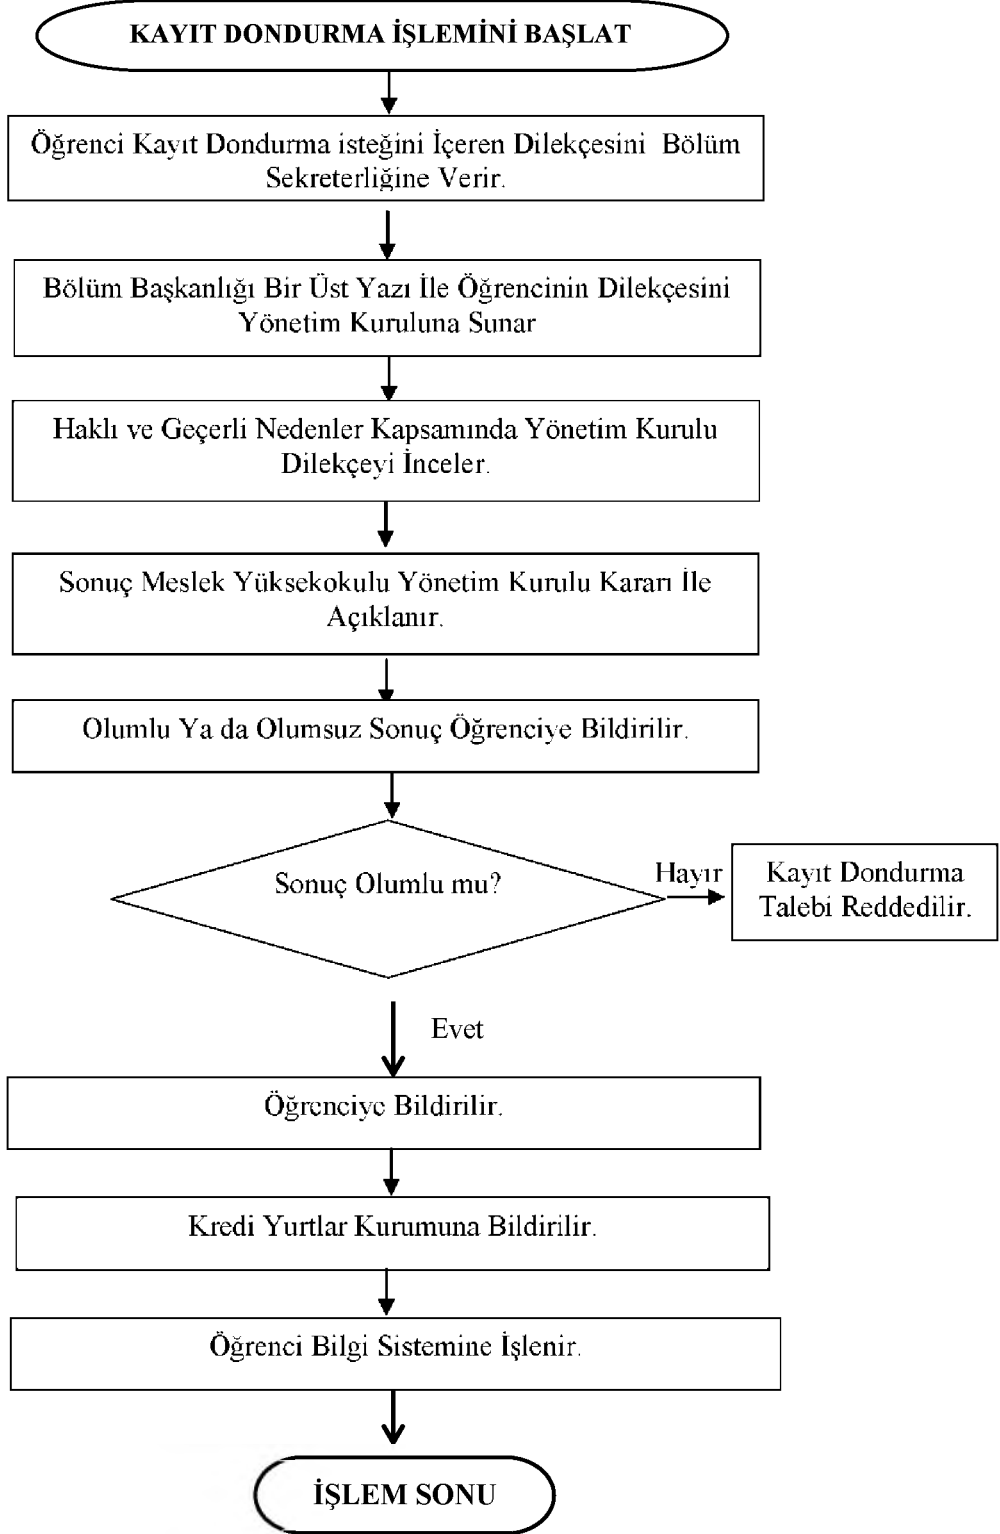 KAYIT DONDURMA İŞLEMİNİ BAŞLAT
Öğrenci Kayıt Dondurma isteğini İçeren Dilekçesini Bölüm
Sekreterliğine Verir.
Bölüm Başkanlığı Bir Üst Yazı İle Öğrencinin Dilekçesini
Yönetim Kuruluna Sunar
Haklı ve Geçerli Nedenler Kapsamında Yönetim Kurulu
Dilekçeyi İnceler.
Sonuç Meslek Yüksekokulu Yönetim Kurulu Kararı İle
Açıklanır.
Olumlu Ya da Olumsuz Sonuç Öğrenciye Bildirilir.
Sonuç Olumlu mu?
Hayır
Kayıt Dondurma
Talebi Reddedilir.
Evet
Öğrenciye Bildirilir.
Kredi Yurtlar Kurumuna Bildirilir.
Öğrenci Bilgi Sistemine İşlenir.
İŞLEM SONU